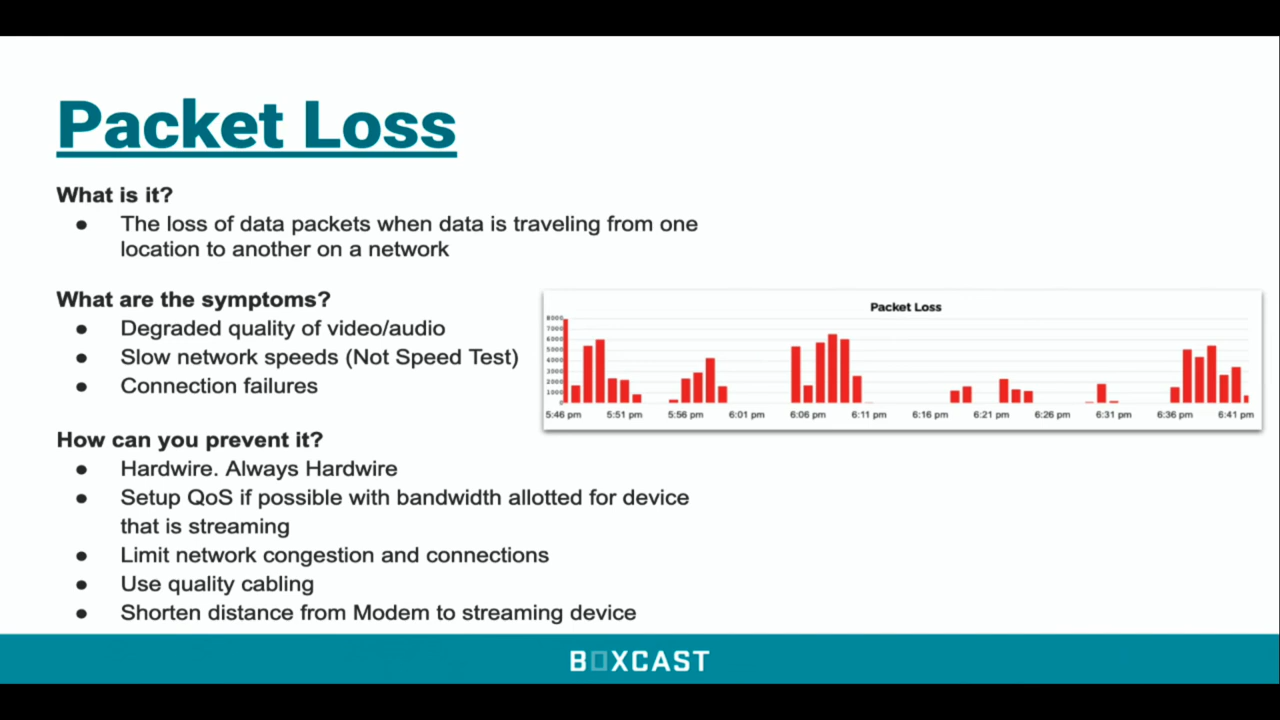 Packet Loss
What is it?
● The loss of data packets when data is traveling from one
location to another on a network
What are the symptoms?
● Degraded quality of video/audio
● Slow network speeds (Not Speed Test)
● Connection failures
Packet Loss
8000
7000
6000
5000
4000
3000
2000
1000
0
5:46 pm 5:51 pm 5:56 pm 6:01 pm 6:06 pm 6:11 pm 6:16 pm 6:21 pm 6:26 pm 6:31 pm 6:36 pm 6:41 pm
How can you prevent it?
● Hardwire. Always Hardwire
● Setup QoS if possible with bandwidth allotted for device
that is streaming
● Limit network congestion and connections
● Use quality cabling
● Shorten distance from Modem to streaming device
BOXCAST